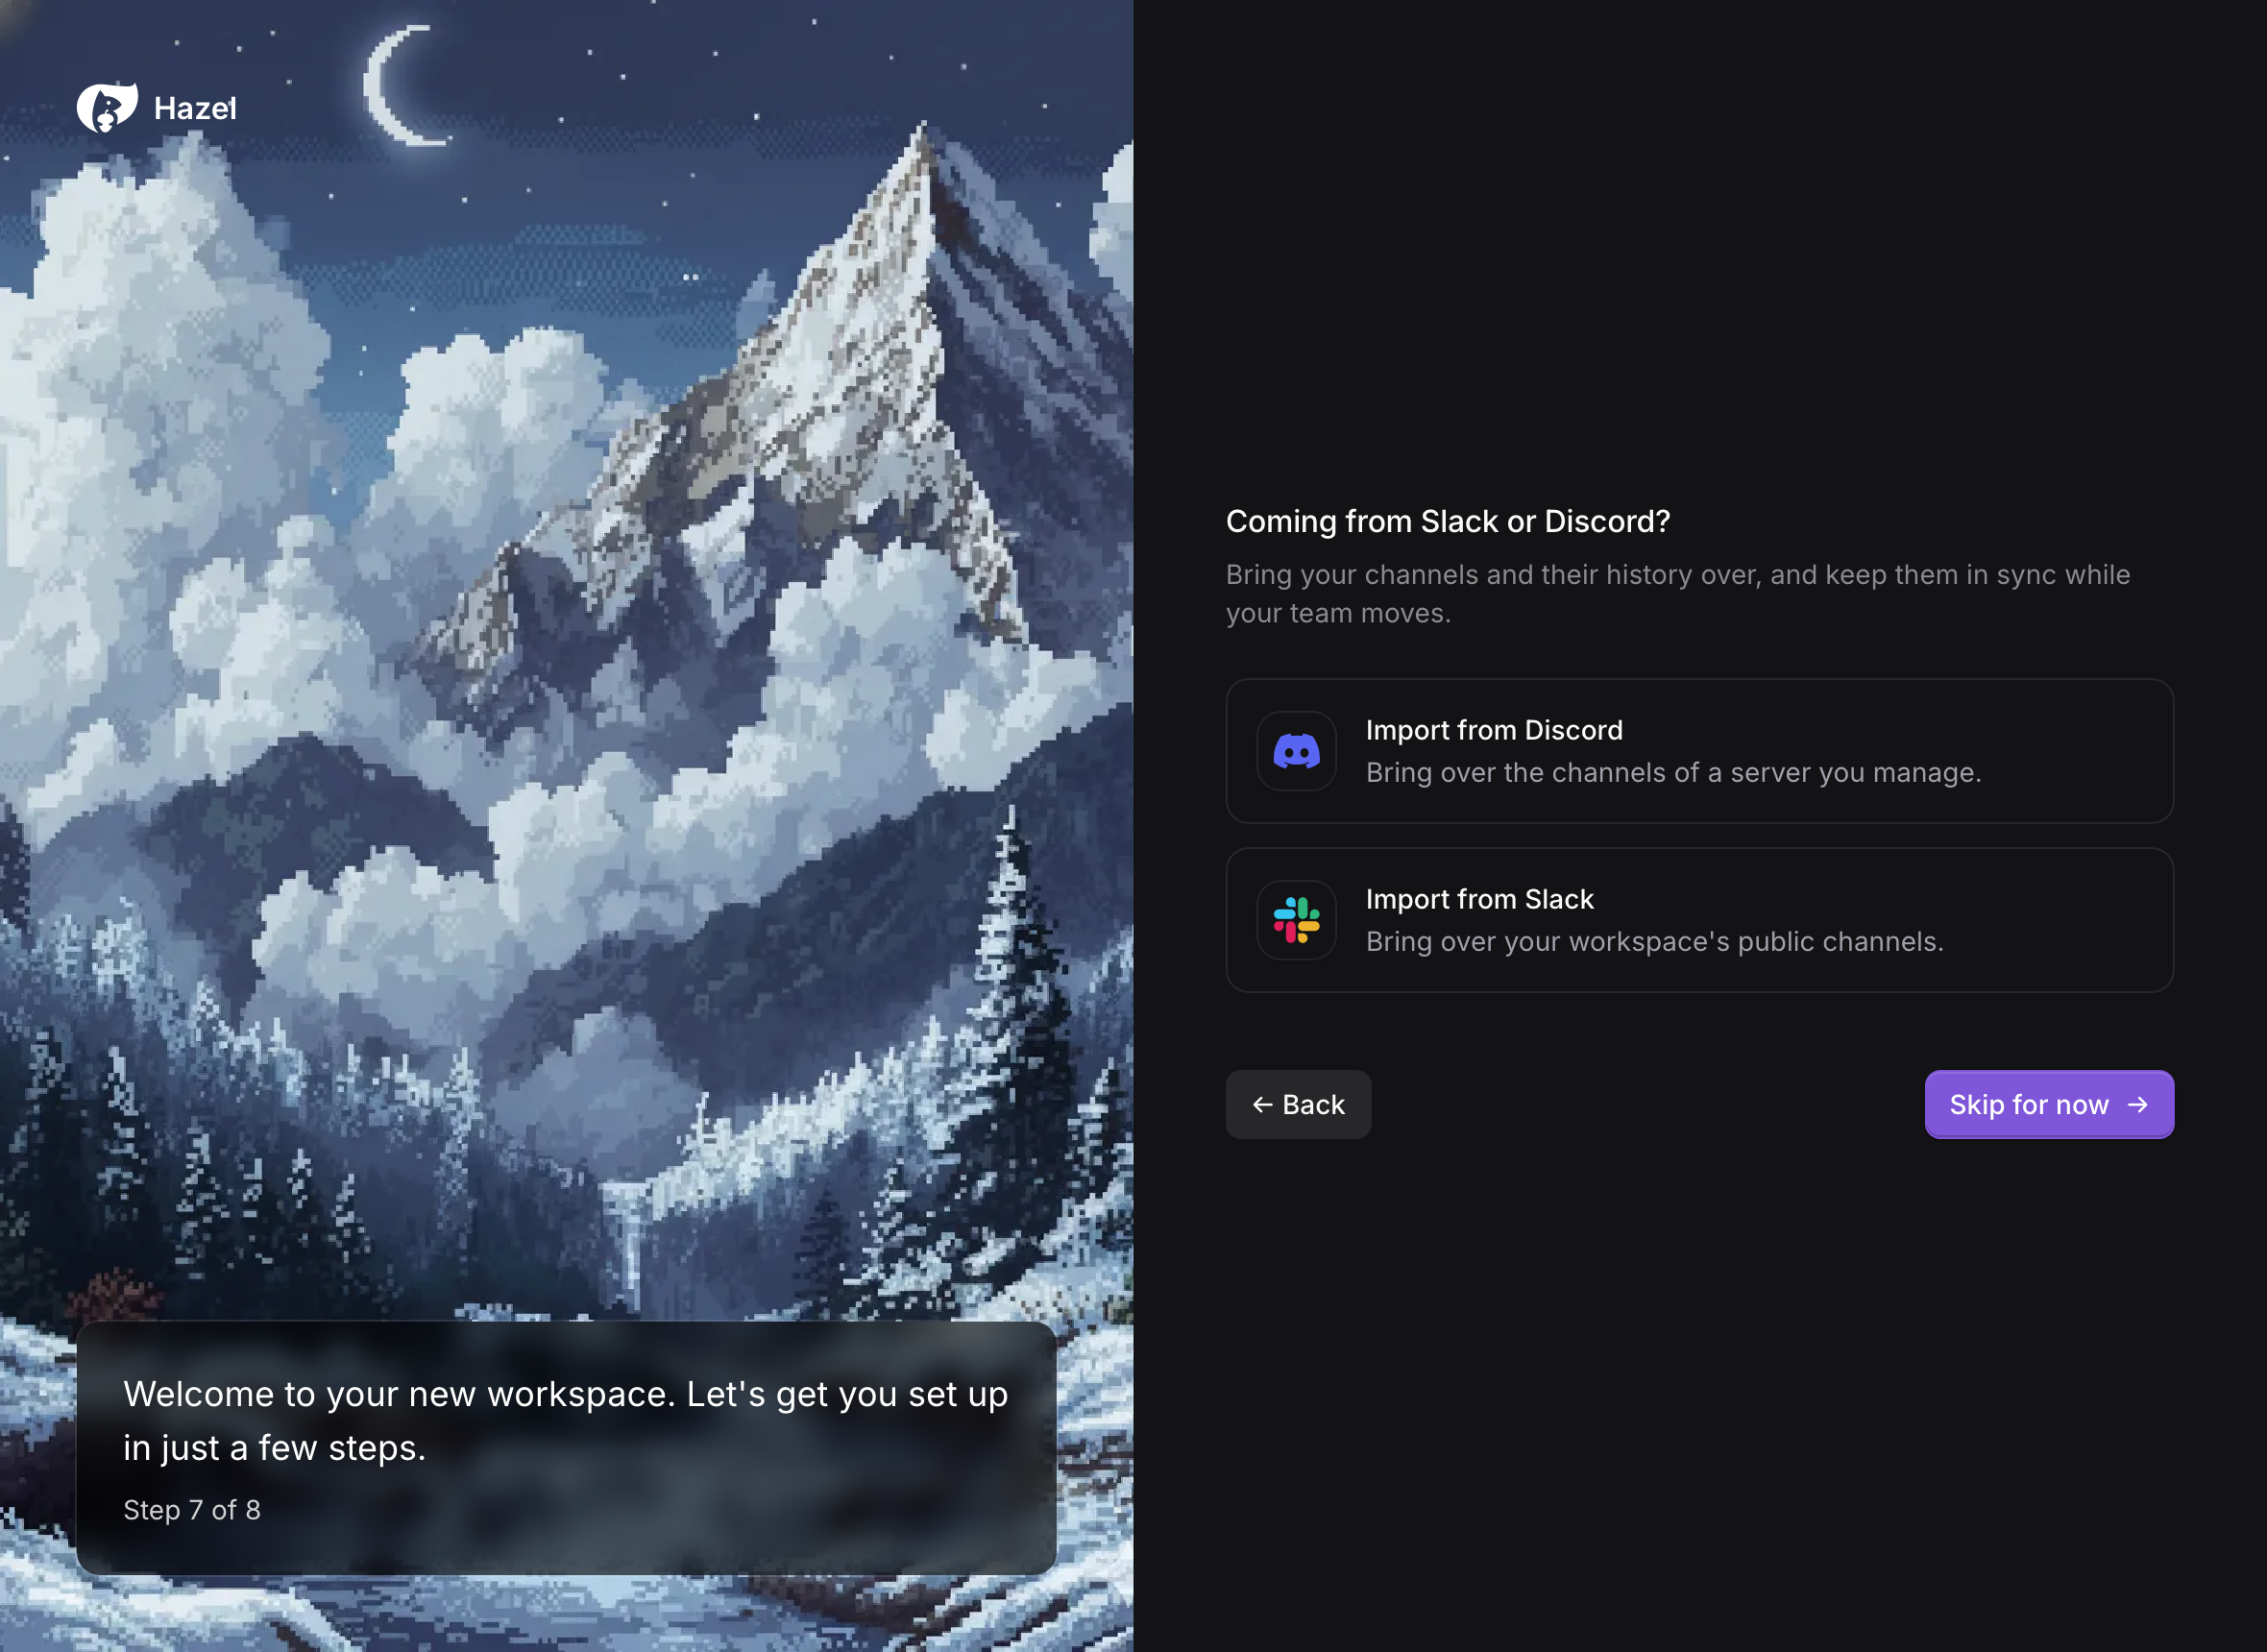 Hazel
Coming from Slack or Discord?
Bring your channels and their history over, and keep them in sync while
your team moves.
Import from Discord
Bring over the channels of a server you manage.
Import from Slack
Bring over your workspace's public channels.
← Back
Skip for now →
Welcome to your new workspace. Let's get you set up
in just a few steps.
Step 7 of 8